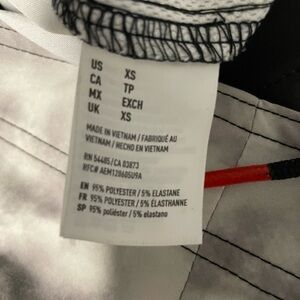 US XS
CA TP
MX EXCH
UK XS
MADE IN VIETNAM / FABRIQUÉ AU
VIETNAM / HECHO EN VIETNAM
RN 54485/CA 03873
RFC# AEM128605U9A
EN 95% POLYESTER / 5% ELASTANE
FR 95% POLYESTER / 5% ÉLASTHANNE
SP 95% poliéster / 5% elastano